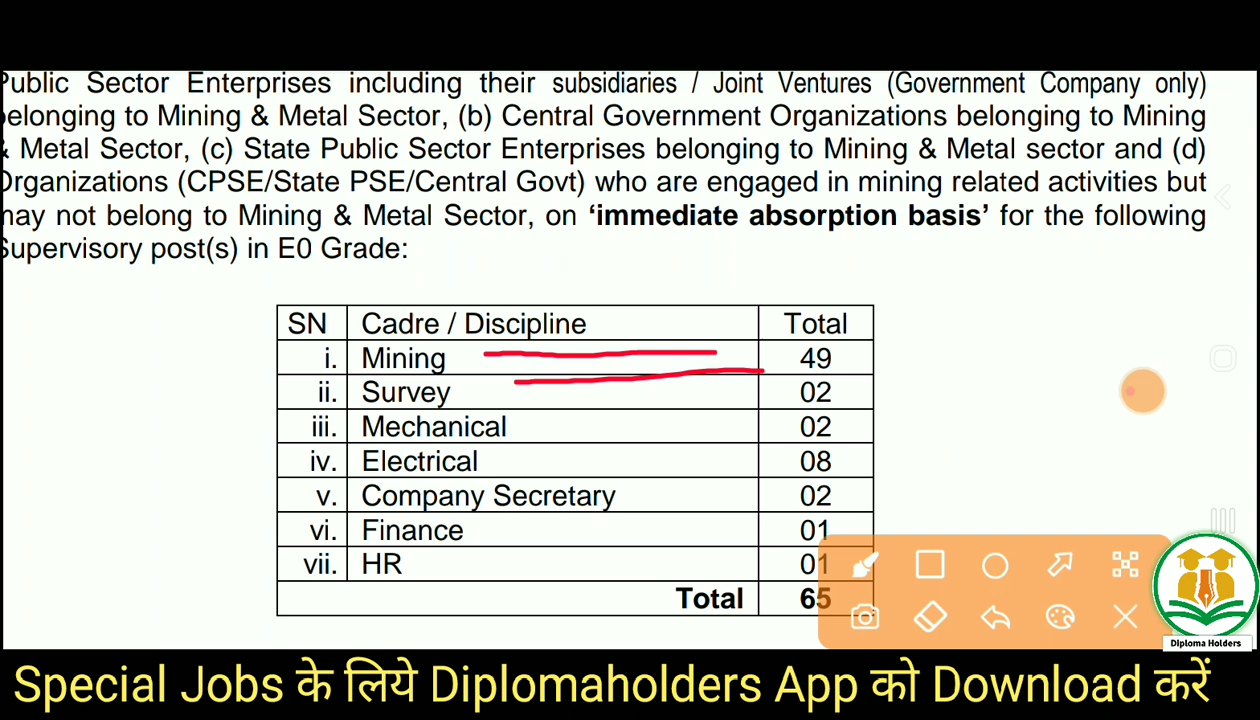 Public Sector Enterprises including their subsidiaries / Joint Ventures (Government Company only)
belonging to Mining & Metal Sector, (b) Central Government Organizations belonging to Mining
& Metal Sector, (c) State Public Sector Enterprises belonging to Mining & Metal sector and (d)
Organizations (CPSE/State PSE/Central Govt) who are engaged in mining related activities but
may not belong to Mining & Metal Sector, on ‘immediate absorption basis’ for the following
Supervisory post(s) in E0 Grade:
SN Cadre / Discipline Total
i. Mining 49
ii. Survey 02
iii. Mechanical 02
iv. Electrical 08
v. Company Secretary 02
vi. Finance 01
vii. HR 01
Total 65
Diploma Holders
Special Jobs के लिये Diplomaholders App को Download करें